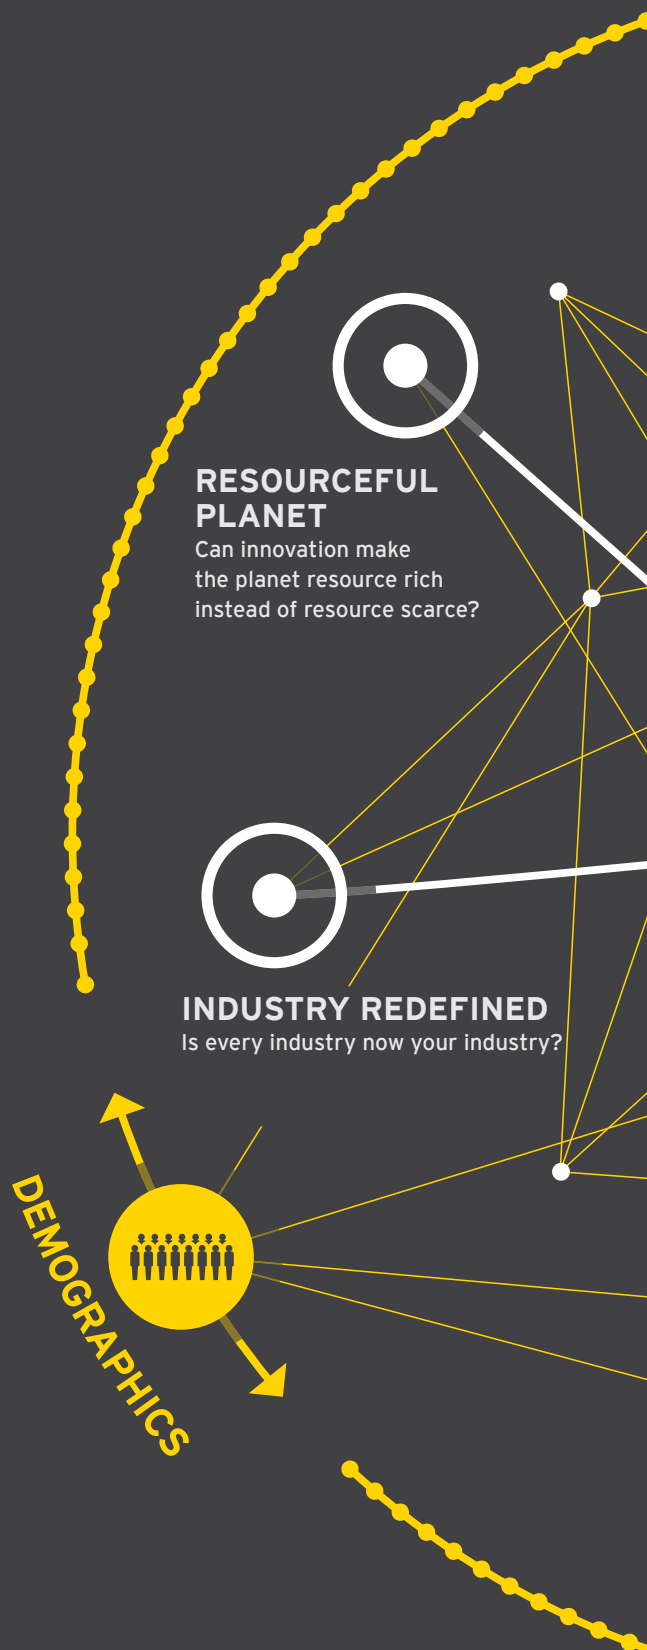 RESOURCEFUL
PLANET
Can innovation make
the planet resource rich
instead of resource scarce?
INDUSTRY REDEFINED
Is every industry now your industry?
DEMOGRAPHICS